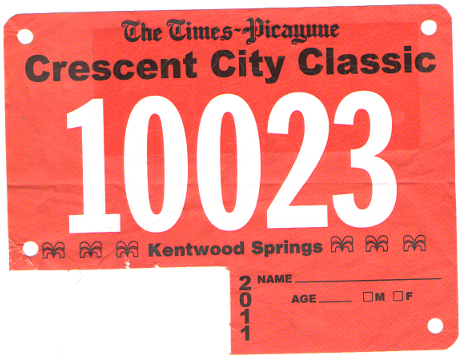 The Times-Picayune
Crescent City Classic
10023
Kentwood Springs
2011
NAME
AGE M F